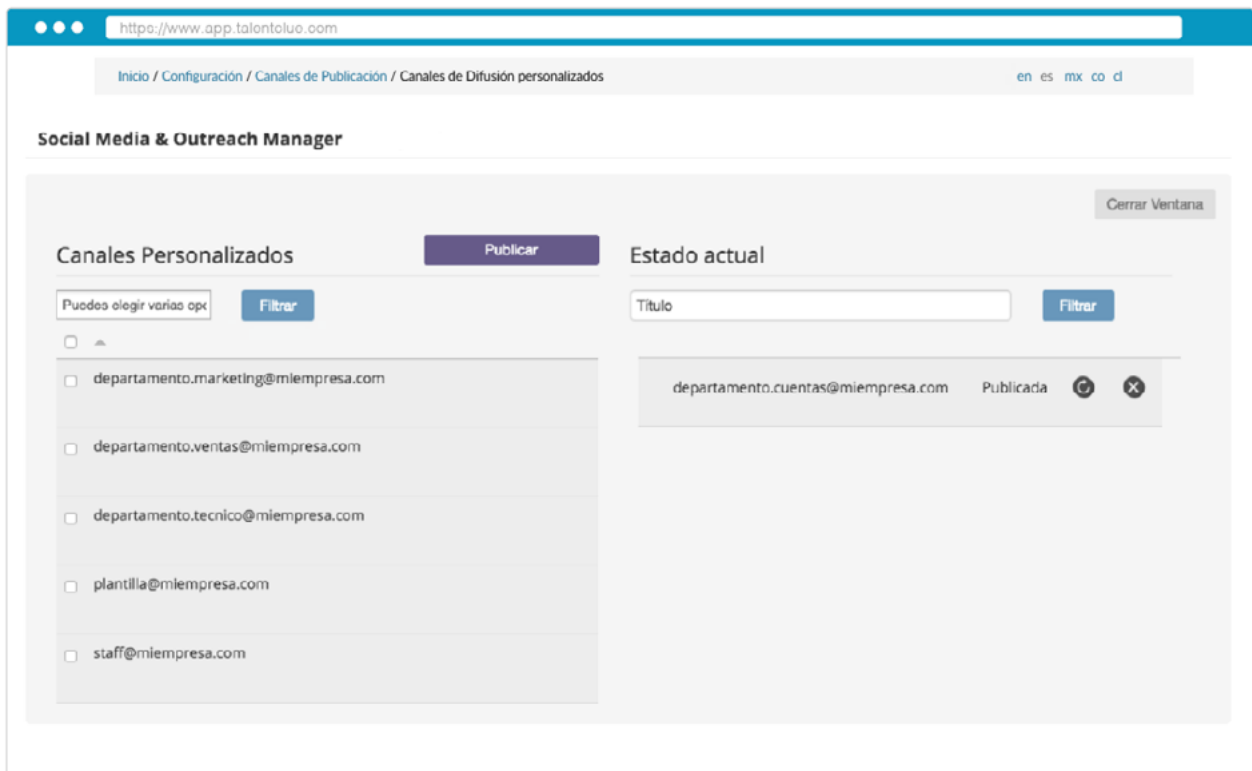 https://www.app.talentclue.com
Inicio / Configuración / Canales de Publicación / Canales de Difusión personalizados
en es mx co cl
Social Media & Outreach Manager
Cerrar Ventana
Canales Personalizados
Publicar
Estado actual
Puedes elegir varias opc
Filtrar
Título
Filtrar
departamento.marketing@miempresa.com
departamento.cuentas@miempresa.com Publicada
departamento.ventas@miempresa.com
departamento.tecnico@miempresa.com
plantilla@miempresa.com
staff@miempresa.com